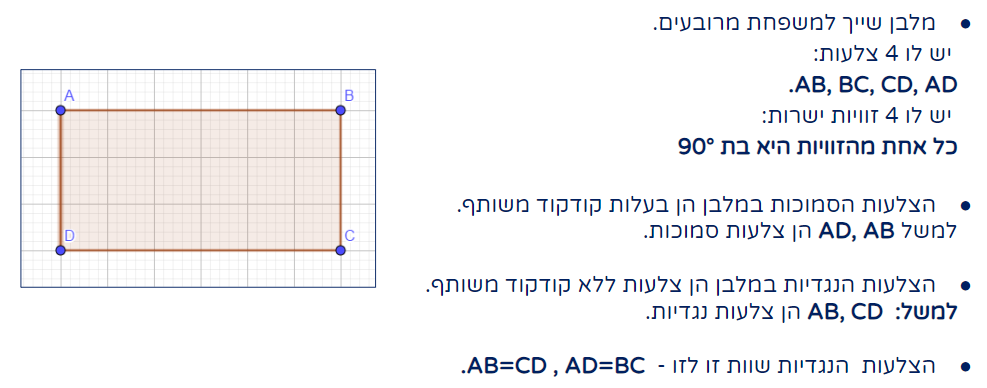 ● מלבן שייך למשפחת מרובעים.
יש לו 4 צלעות:
AB, BC, CD, AD.
יש לו 4 זוויות ישרות:
כל אחת מהזוויות היא בת 90°
● הצלעות הסמוכות במלבן הן בעלות קודקוד משותף.
למשל AD, AB הן צלעות סמוכות.
● הצלעות הנגדיות במלבן הן צלעות ללא קודקוד משותף.
למשל: AB, CD הן צלעות נגדיות.
● הצלעות הנגדיות שוות זו לזו - AB=CD , AD=BC.
A
B
D
C